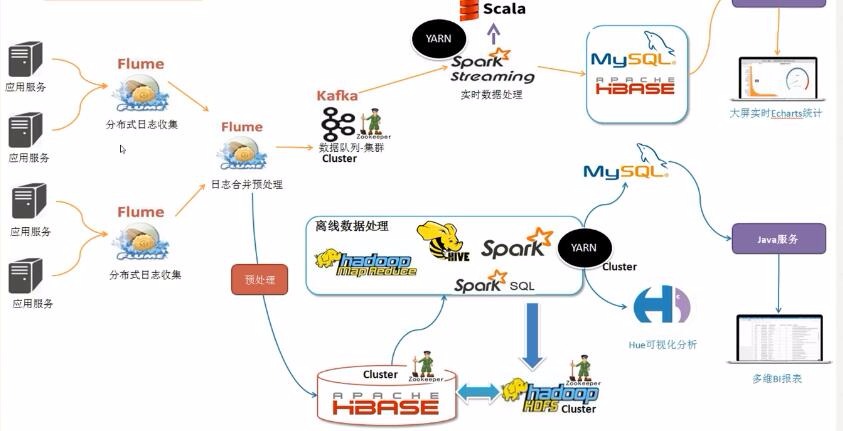 Scala
YARN
Spark
Streaming
实时数据处理
MySQL
APACHE
HBASE
大屏实时Echarts统计
应用服务
Flume
FLUME
分布式日志收集
应用服务
Flume
FLUME
日志合并预处理
Kafka
Zookeeper
数据队列-集群
Cluster
应用服务
Flume
FLUME
分布式日志收集
应用服务
MySQL
Java服务
离线数据处理
hadoop
Map Reduce
HIVE
Spark
Spark SQL
YARN
Cluster
预处理
Hue可视化分析
多维BI报表
Cluster
Zookeeper
APACHE
HBASE
Zookeeper
hadoop
HDFS
Cluster